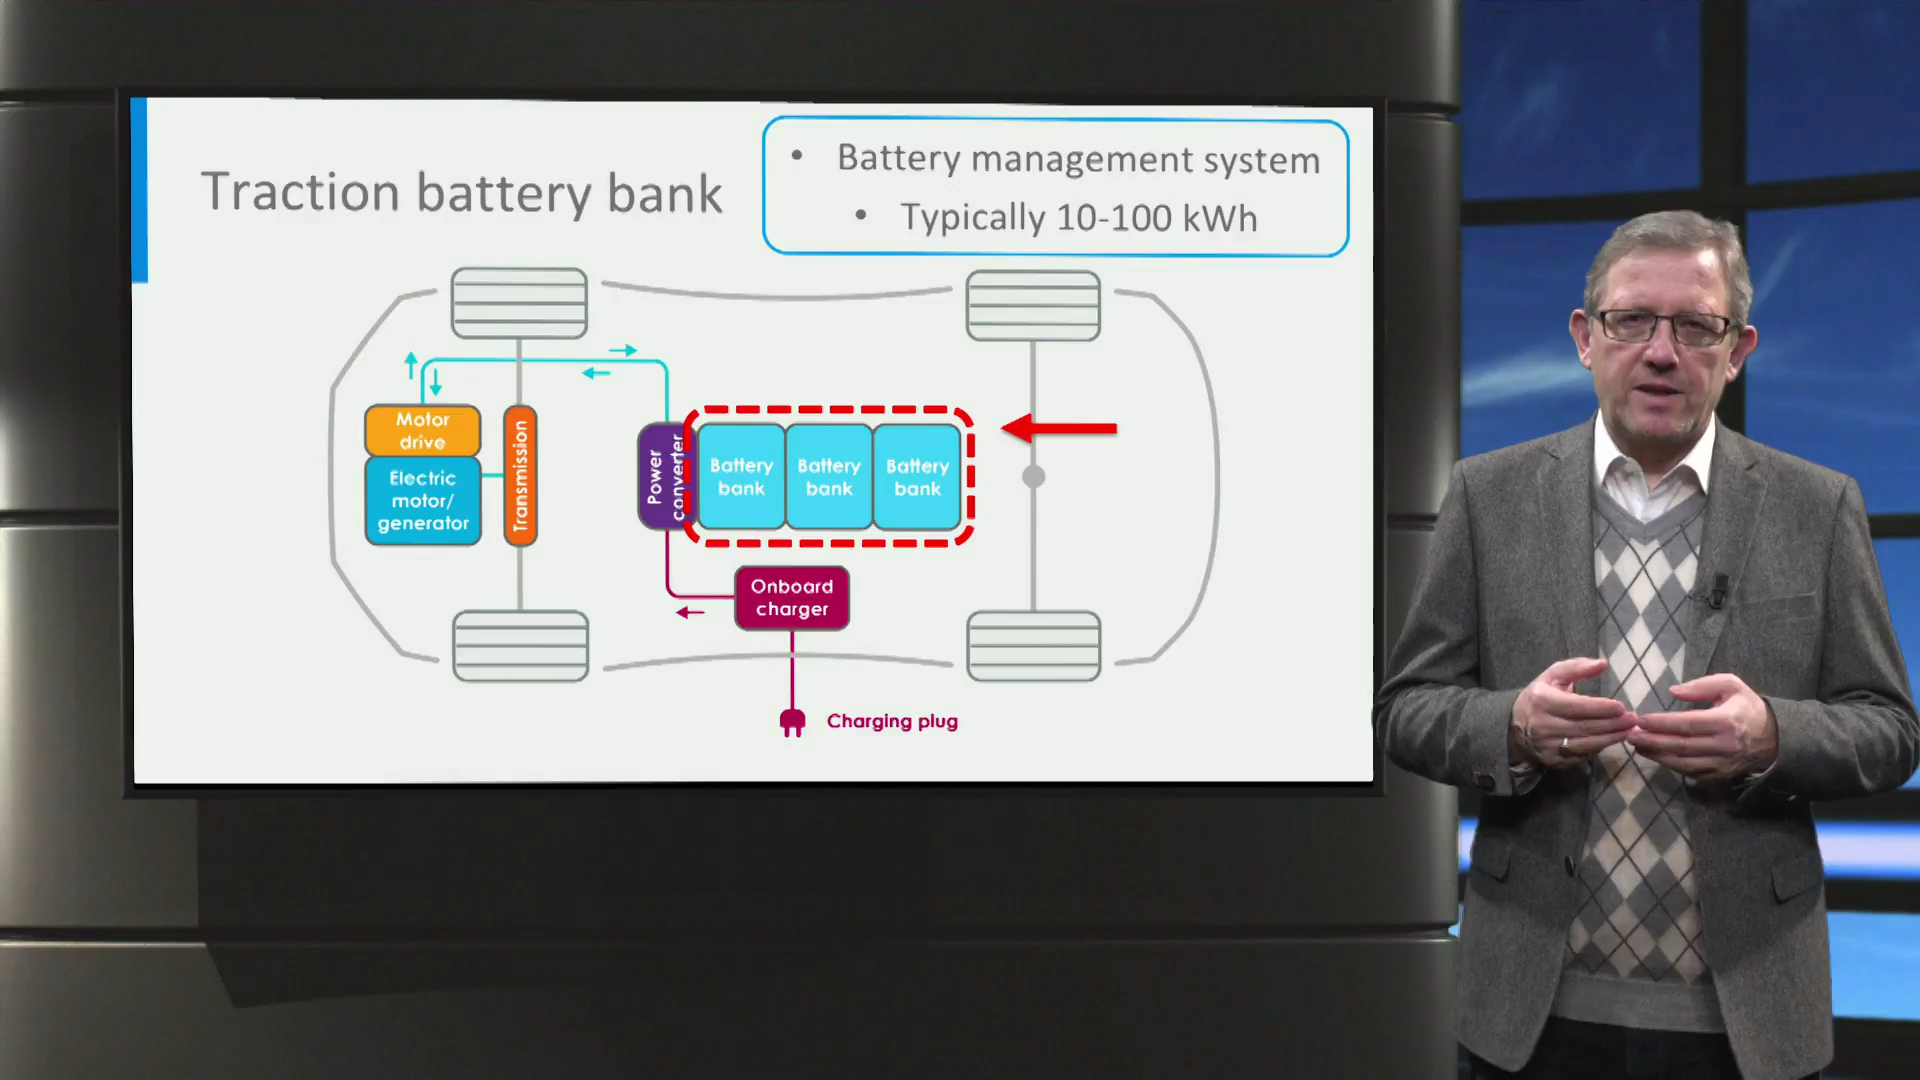 Traction battery bank
• Battery management system
• Typically 10-100 kWh
Motor
drive
Electric
motor/
generator
Transmission
Power
converter
Battery
bank
Battery
bank
Battery
bank
Onboard
charger
Charging plug